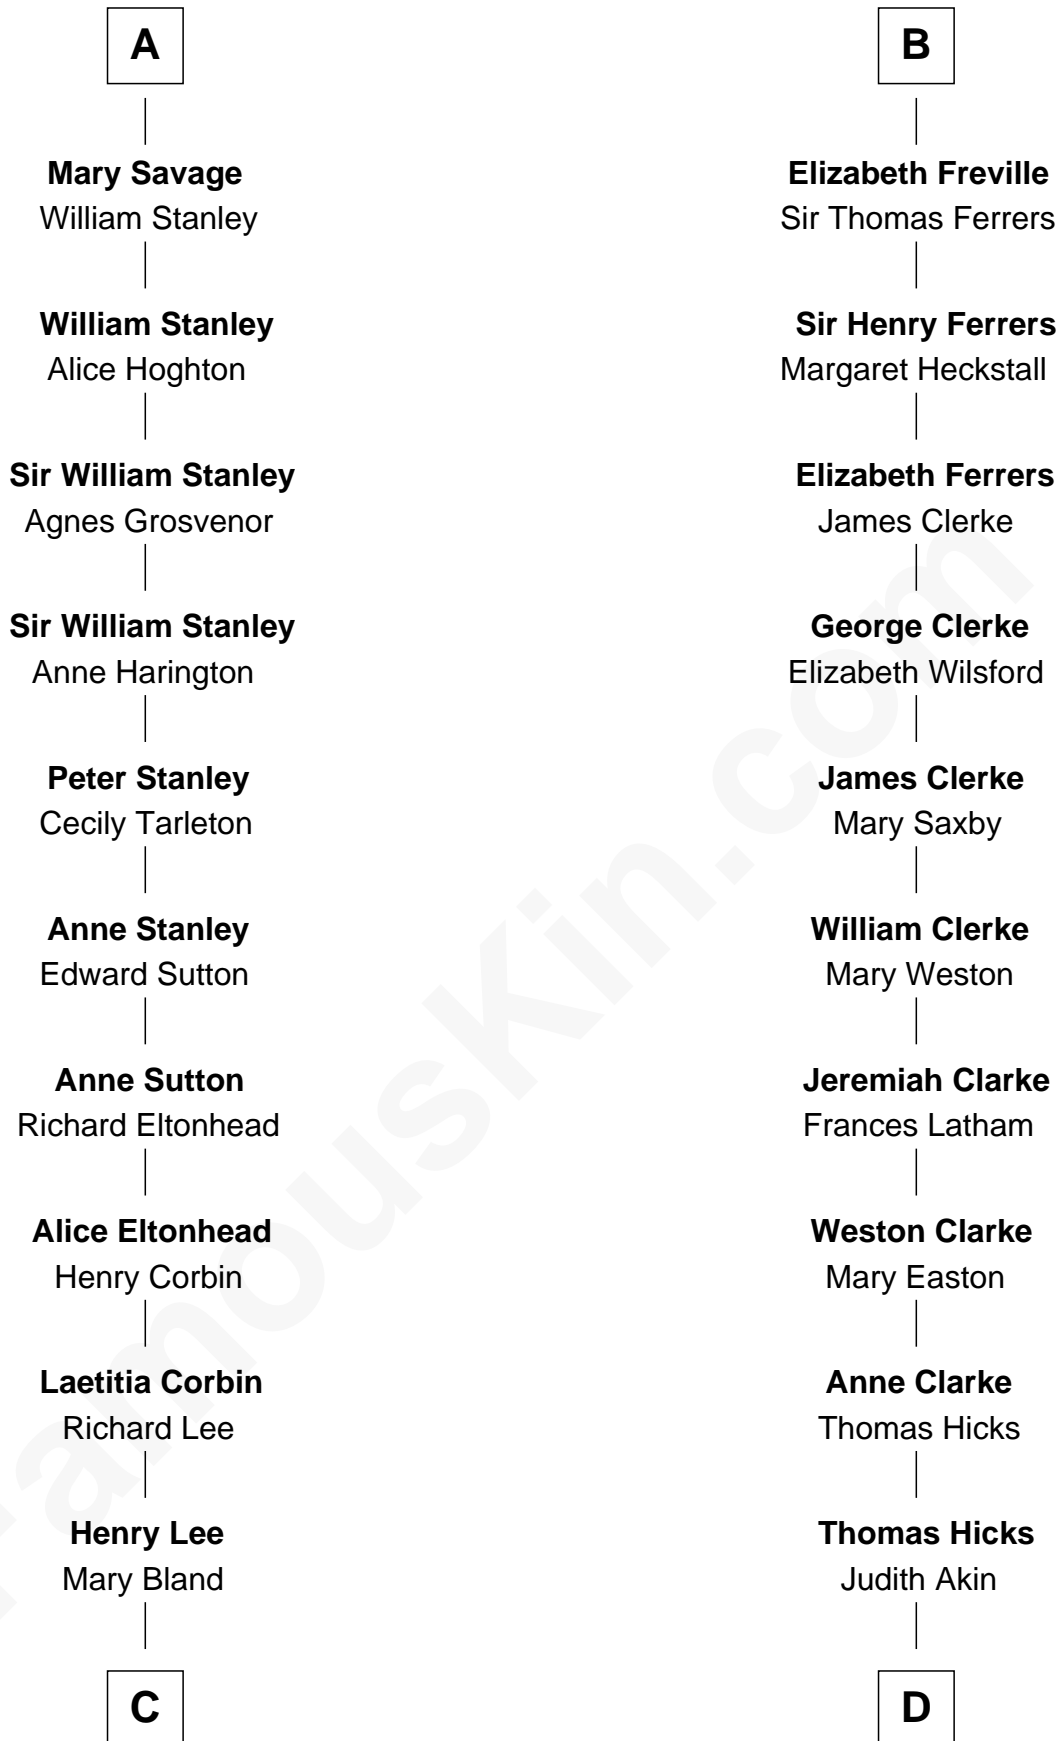 A
Mary Savage
William Stanley
William Stanley
Alice Hoghton
Sir William Stanley
Agnes Grosvenor
Sir William Stanley
Anne Harington
Peter Stanley
Cecily Tarleton
Anne Stanley
Edward Sutton
Anne Sutton
Richard Eltonhead
Alice Eltonhead
Henry Corbin
Laetitia Corbin
Richard Lee
Henry Lee
Mary Bland
C
B
Elizabeth Freville
Sir Thomas Ferrers
Sir Henry Ferrers
Margaret Heckstall
Elizabeth Ferrers
James Clerke
George Clerke
Elizabeth Wilsford
James Clerke
Mary Saxby
William Clerke
Mary Weston
Jeremiah Clarke
Frances Latham
Weston Clarke
Mary Easton
Anne Clarke
Thomas Hicks
Thomas Hicks
Judith Akin
D
FamousKin.com